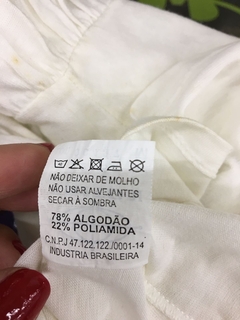 NÃO DEIXAR DE MOLHO
NÃO USAR ALVEJANTES
SECAR À SOMBRA
78% ALGODÃO
22% POLIAMIDA
C.N.P.J 47.122.122./0001-14
INDUSTRIA BRASILEIRA